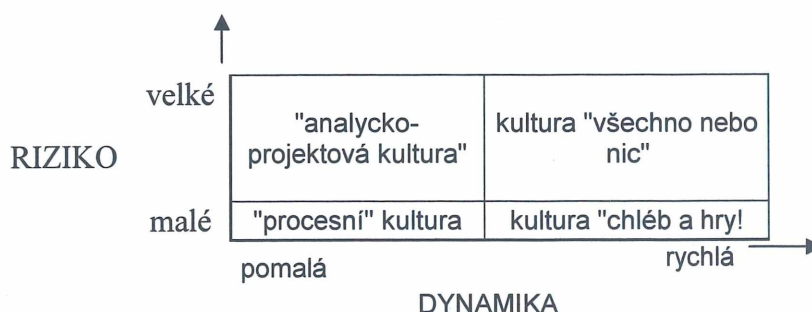 velké
"analycko-
projektová kultura"
kultura "všechno nebo
nic"
RIZIKO
malé
"procesní" kultura
kultura "chléb a hry!
pomalá
rychlá
DYNAMIKA